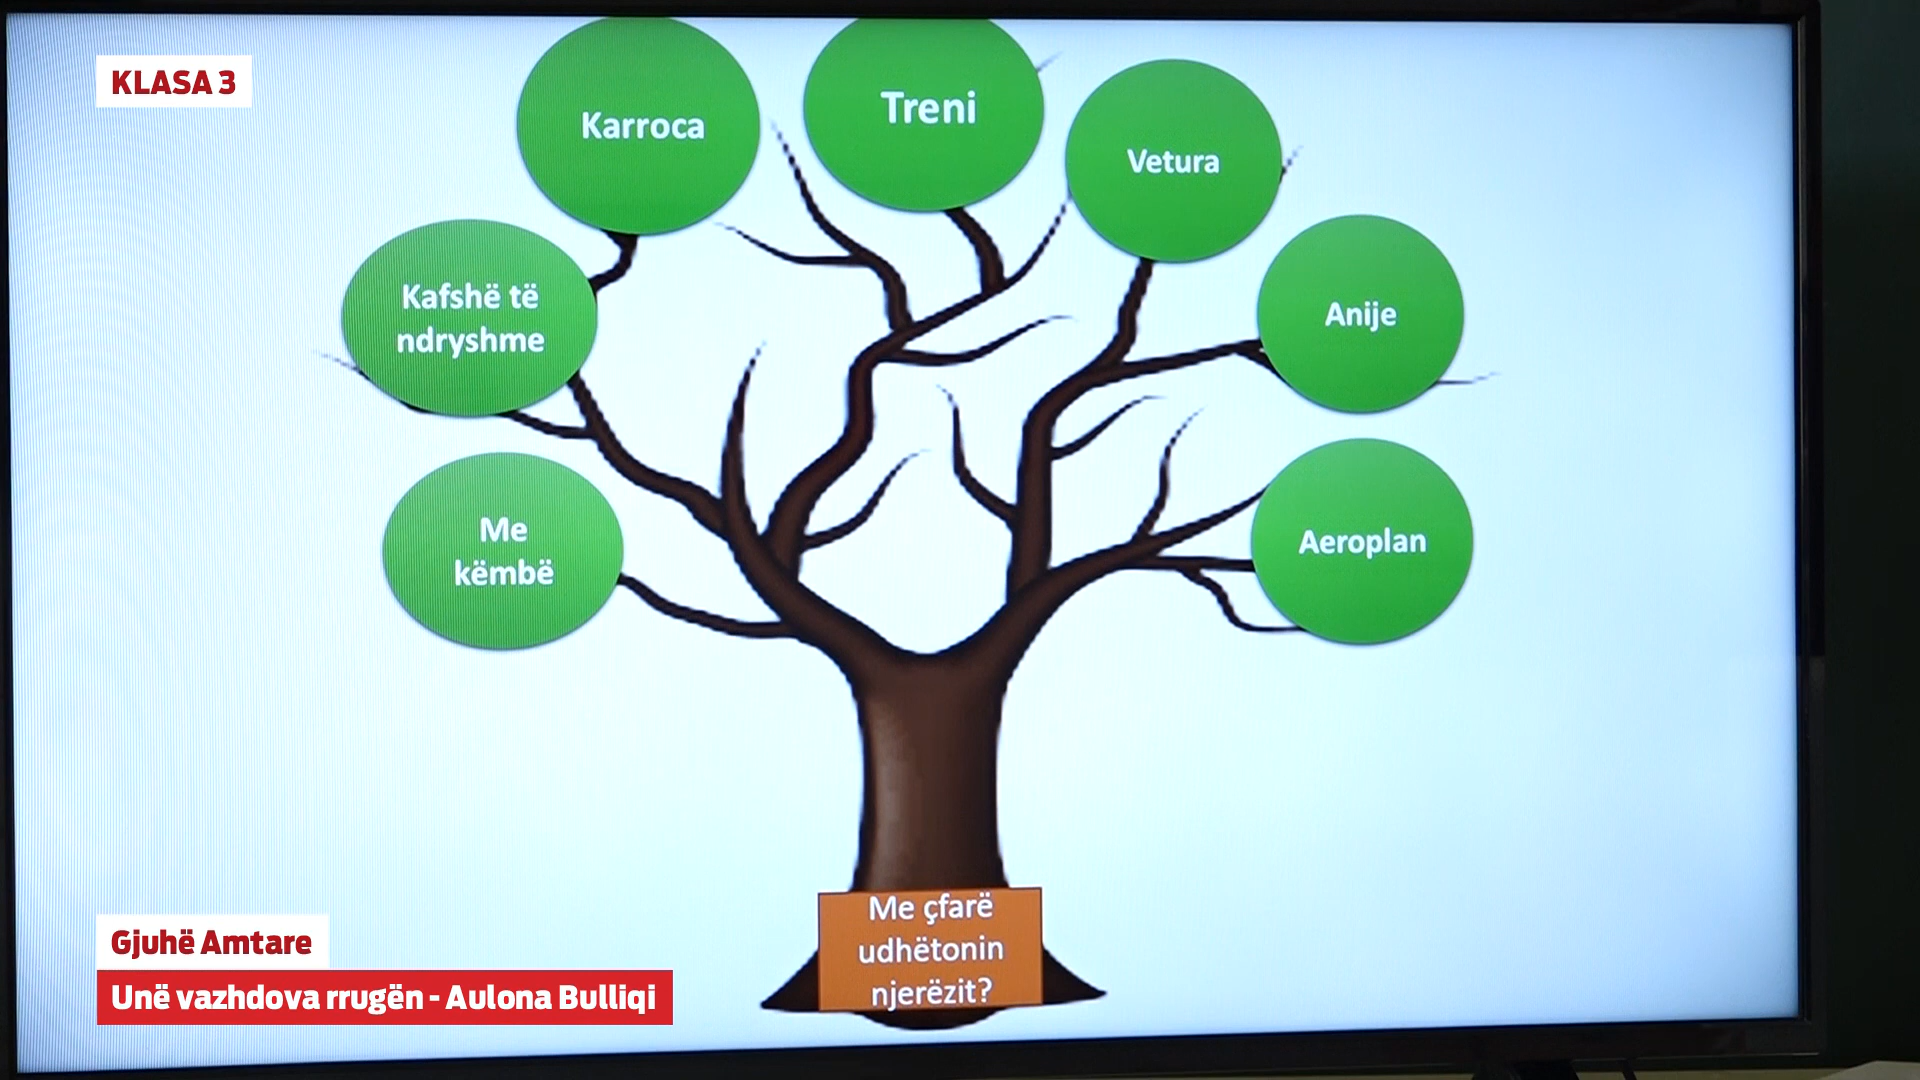 KLASA 3
Karroca
Treni
Vetura
Kafshë të
ndryshme
Anije
Me
këmbë
Aeroplan
Me çfarë
udhëtonin
njerëzit?
Gjuhë Amtare
Unë vazhdova rrugën - Aulona Bulliqi